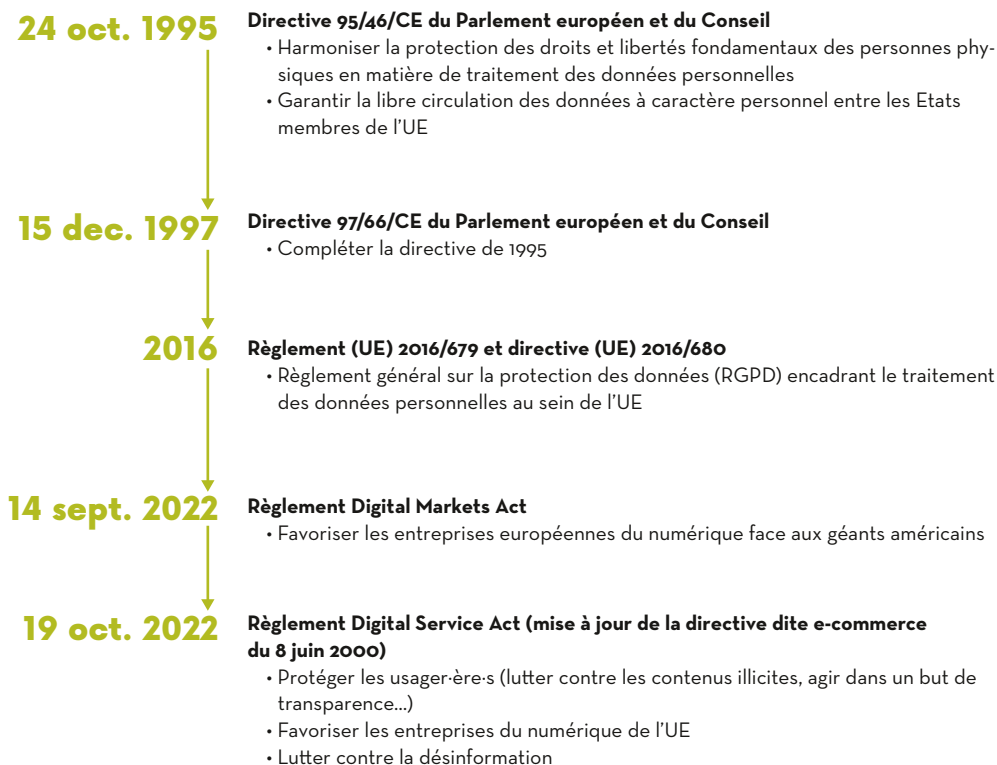 24 oct. 1995
Directive 95/46/CE du Parlement européen et du Conseil
• Harmoniser la protection des droits et libertés fondamentaux des personnes phy-
siques en matière de traitement des données personnelles
• Garantir la libre circulation des données à caractère personnel entre les Etats
membres de l'UE
15 dec. 1997
Directive 97/66/CE du Parlement européen et du Conseil
• Compléter la directive de 1995
2016
Règlement (UE) 2016/679 et directive (UE) 2016/680
• Règlement général sur la protection des données (RGPD) encadrant le traitement
des données personnelles au sein de l'UE
14 sept. 2022
Règlement Digital Markets Act
• Favoriser les entreprises européennes du numérique face aux géants américains
19 oct. 2022
Règlement Digital Service Act (mise à jour de la directive dite e-commerce
du 8 juin 2000)
• Protéger les usager·ère·s (lutter contre les contenus illicites, agir dans un but de
transparence...)
• Favoriser les entreprises du numérique de l'UE
• Lutter contre la désinformation